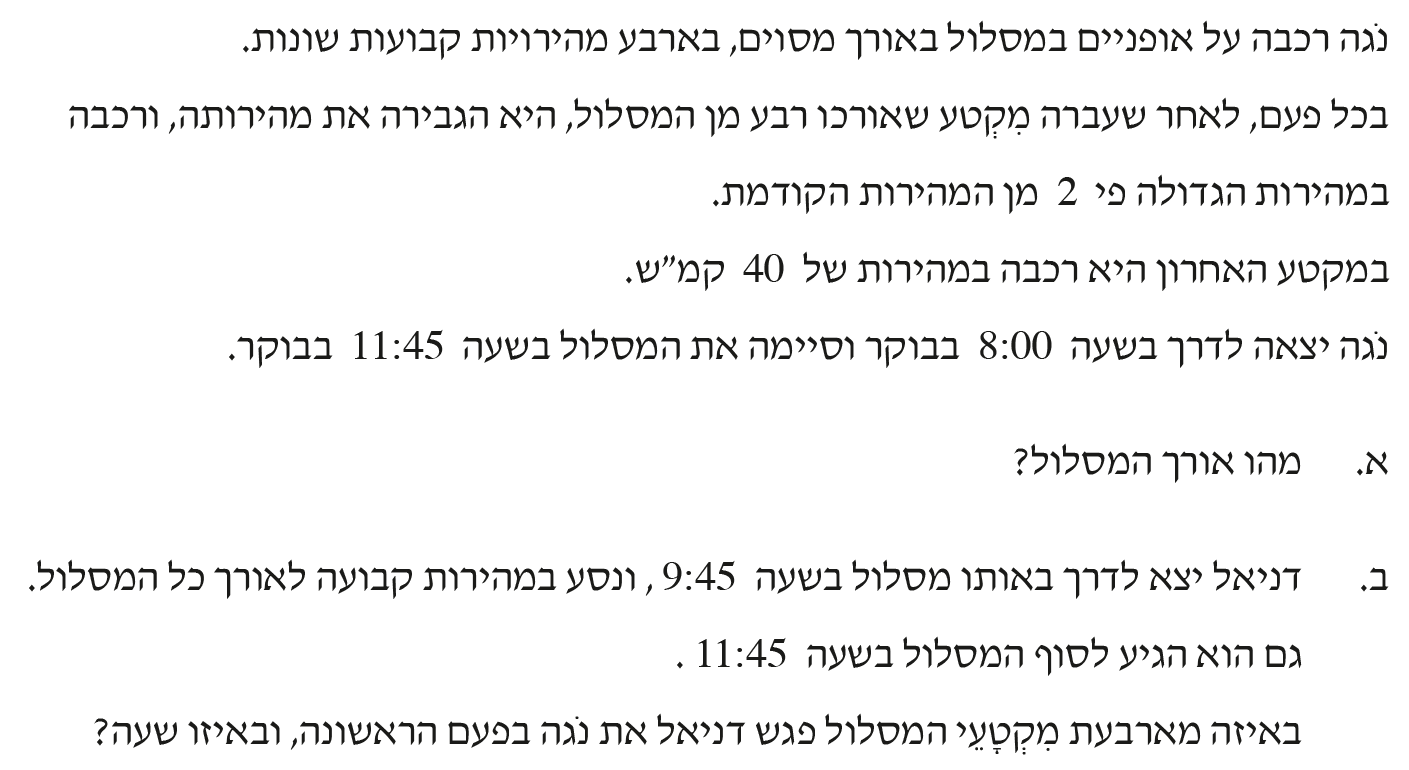 נֹגה רכבה על אופניים במסלול באורך מסוים, בארבע מהירויות קבועות שונות.
בכל פעם, לאחר שעברה מִקְטע שאורכו רבע מן המסלול, היא הגבירה את מהירותה, ורכבה
במהירות הגדולה פי 2 מן המהירות הקודמת.
במקטע האחרון היא רכבה במהירות של 40 קמ״ש.
נֹגה יצאה לדרך בשעה 8:00 בבוקר וסיימה את המסלול בשעה 11:45 בבוקר.
א. מהו אורך המסלול?
ב. דניאל יצא לדרך באותו מסלול בשעה 9:45 , ונסע במהירות קבועה לאורך כל המסלול.
גם הוא הגיע לסוף המסלול בשעה 11:45 .
באיזה מארבעת מִקְטָעֵי המסלול פגש דניאל את נֹגה בפעם הראשונה, ובאיזו שעה?